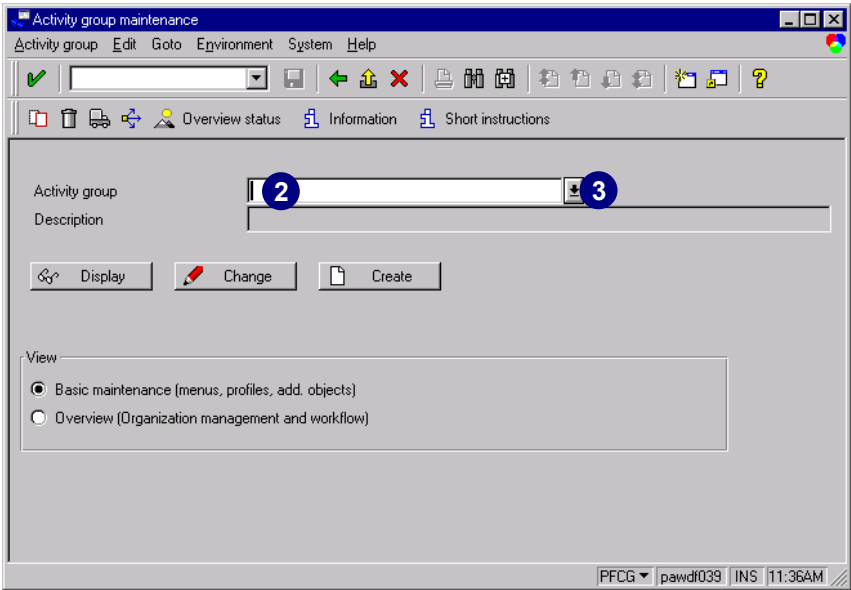 Activity group maintenance
Activity group Edit Goto Environment System Help
Overview status Information Short instructions
Activity group 2 3
Description
Display Change Create
View
Basic maintenance (menus, profiles, add. objects)
Overview (Organization management and workflow)
PFCG pawdf039 INS 11:36AM